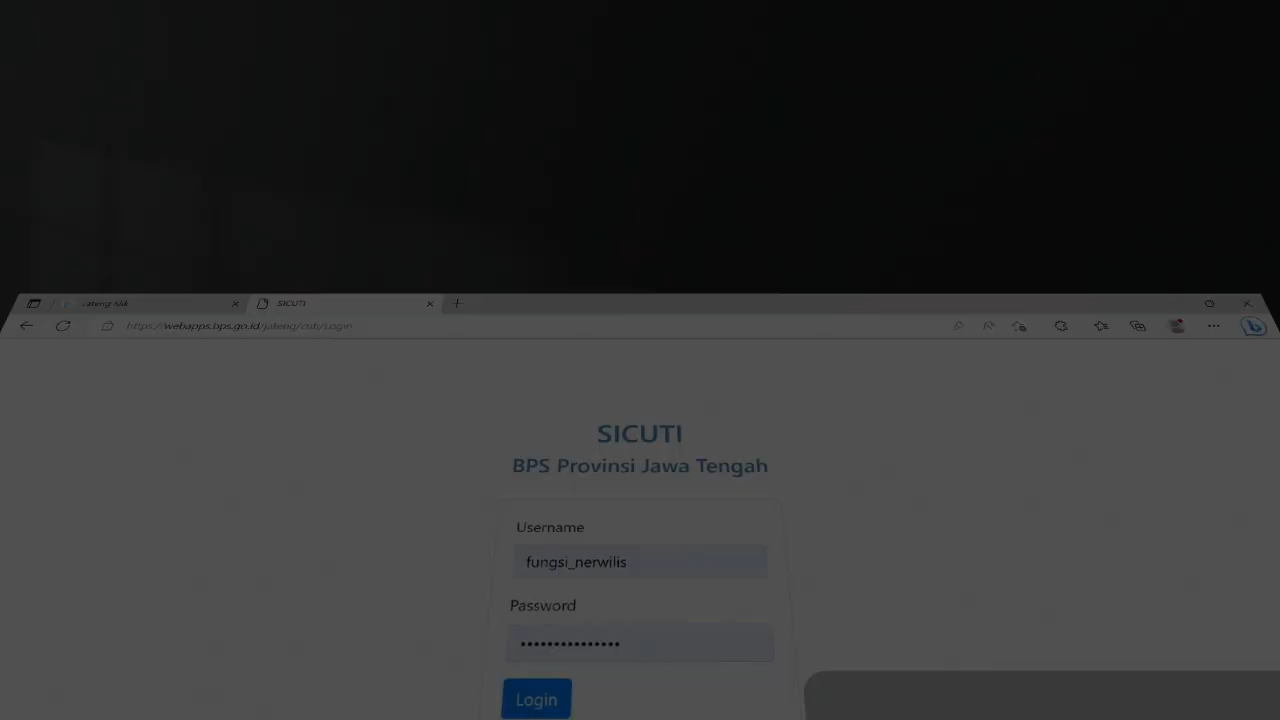 Jateng Klik
SICUTI
https://webapps.bps.go.id/jateng/cuti/Login
SICUTI
BPS Provinsi Jawa Tengah
Username
fungsi_nerwilis
Password
Login